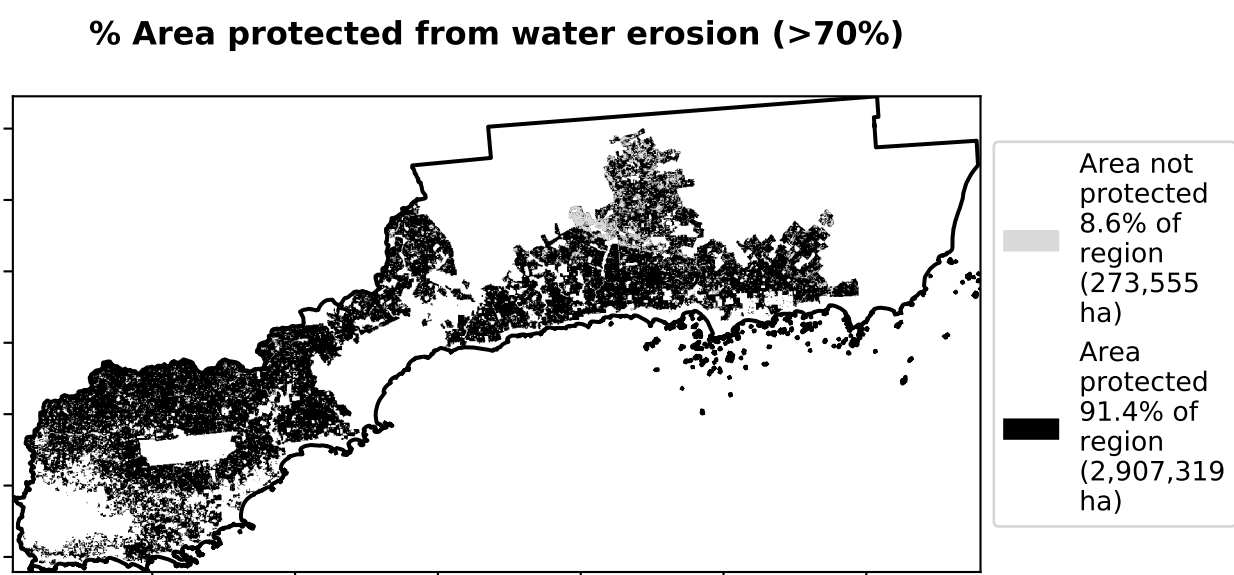 % Area protected from water erosion (>70%)
Area not
protected
8.6% of
region
(273,555
ha)
Area
protected
91.4% of
region
(2,907,319
ha)